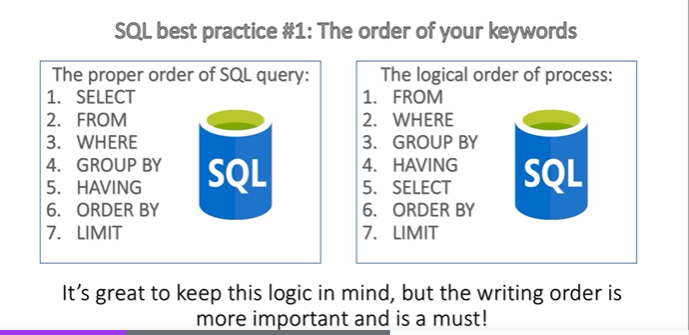 SQL best practice #1: The order of your keywords
The proper order of SQL query:
1. SELECT
2. FROM
3. WHERE
4. GROUP BY
5. HAVING
6. ORDER BY
7. LIMIT
SQL
The logical order of process:
1. FROM
2. WHERE
3. GROUP BY
4. HAVING
5. SELECT
6. ORDER BY
7. LIMIT
SQL
It's great to keep this logic in mind, but the writing order is
more important and is a must!